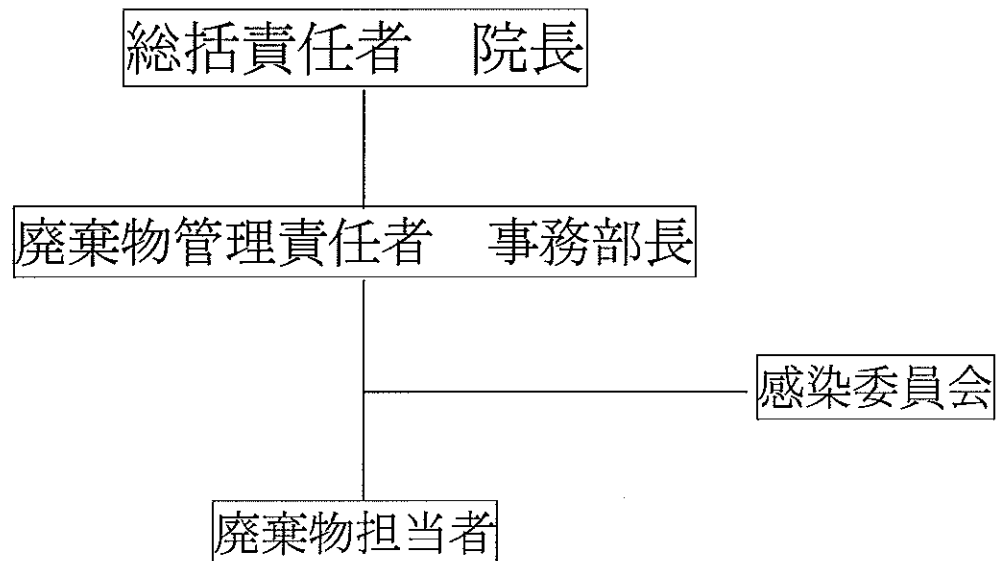 総括責任者　院長
廃棄物管理責任者　事務部長
感染委員会
廃棄物担当者